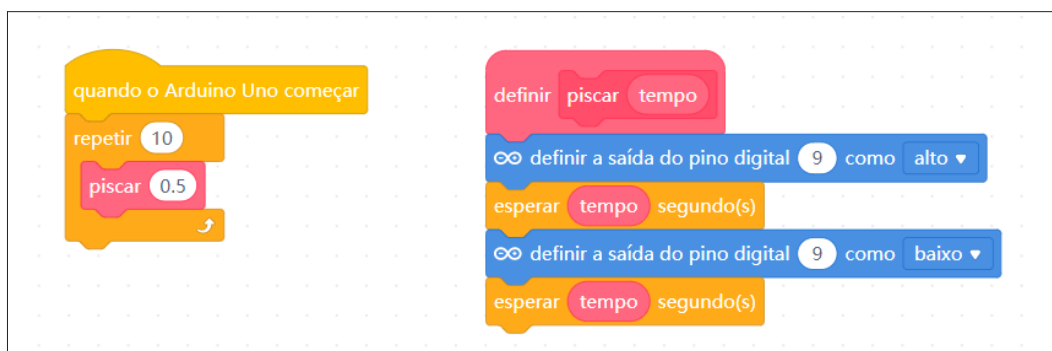 quando o Arduino Uno começar
repetir 10
piscar 0.5
definir piscar tempo
definir a saída do pino digital 9 como alto
esperar tempo segundo(s)
definir a saída do pino digital 9 como baixo
esperar tempo segundo(s)